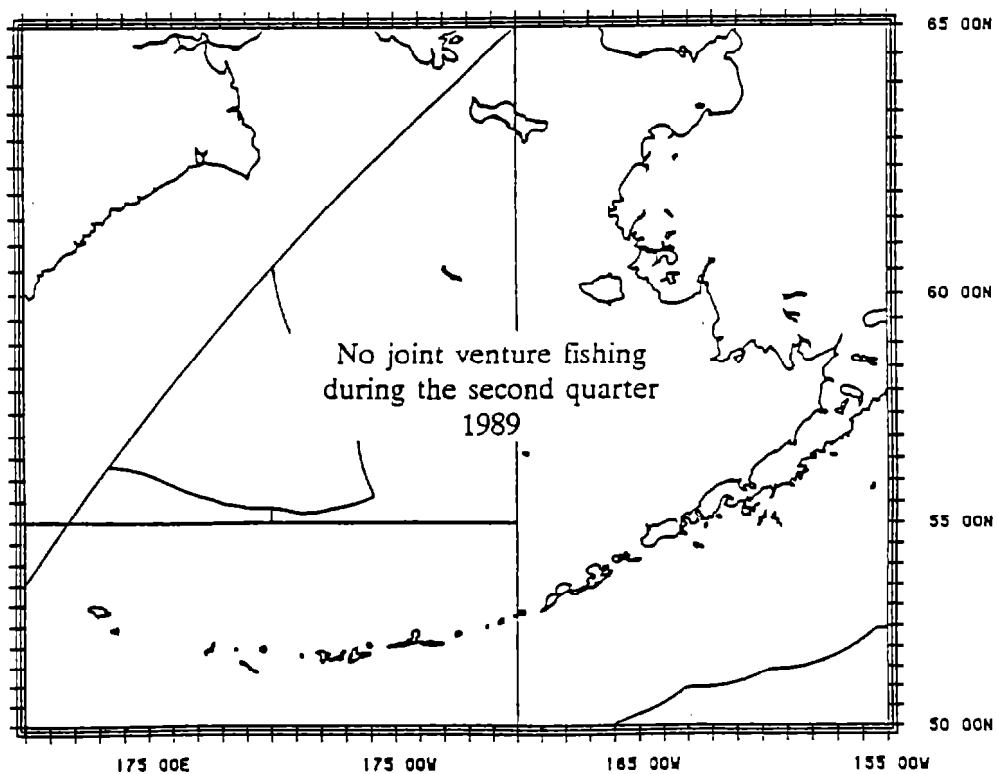 65 00N
60 00N
No joint venture fishing
during the second quarter
1989
55 00N
50 00N
175 00E 175 00W 165 00W 155 00W